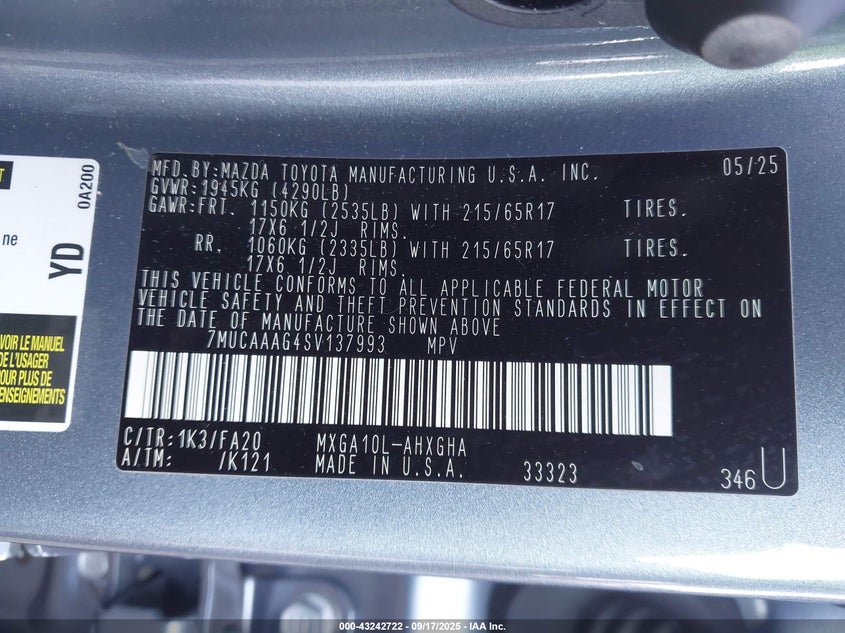 T
0A200
ne
YD
VOIR LE MANUEL
DE L'USAGER
POUR PLUS DE
RENSEIGNEMENTS
MFD.BY:MAZDA TOYOTA MANUFACTURING U.S.A. INC. 05/25
GVWR:1945KG (4290LB)
GAWR:FRT. 1150KG (2535LB) WITH 215/65R17 TIRES.
17X6 1/2J RIMS.
RR. 1060KG (2335LB) WITH 215/65R17 TIRES.
17X6 1/2J RIMS.
THIS VEHICLE CONFORMS TO ALL APPLICABLE FEDERAL MOTOR
VEHICLE SAFETY AND THEFT PREVENTION STANDARDS IN EFFECT ON
THE DATE OF MANUFACTURE SHOWN ABOVE
7MUCAAAG4SV137993 MPV
C/TR:1K3/FA20 MXGA10L-AHXGHA
A/TM: /K121 MADE IN U.S.A. 33323 346U
000-43242722 - 09/17/2025 - IAA Inc.